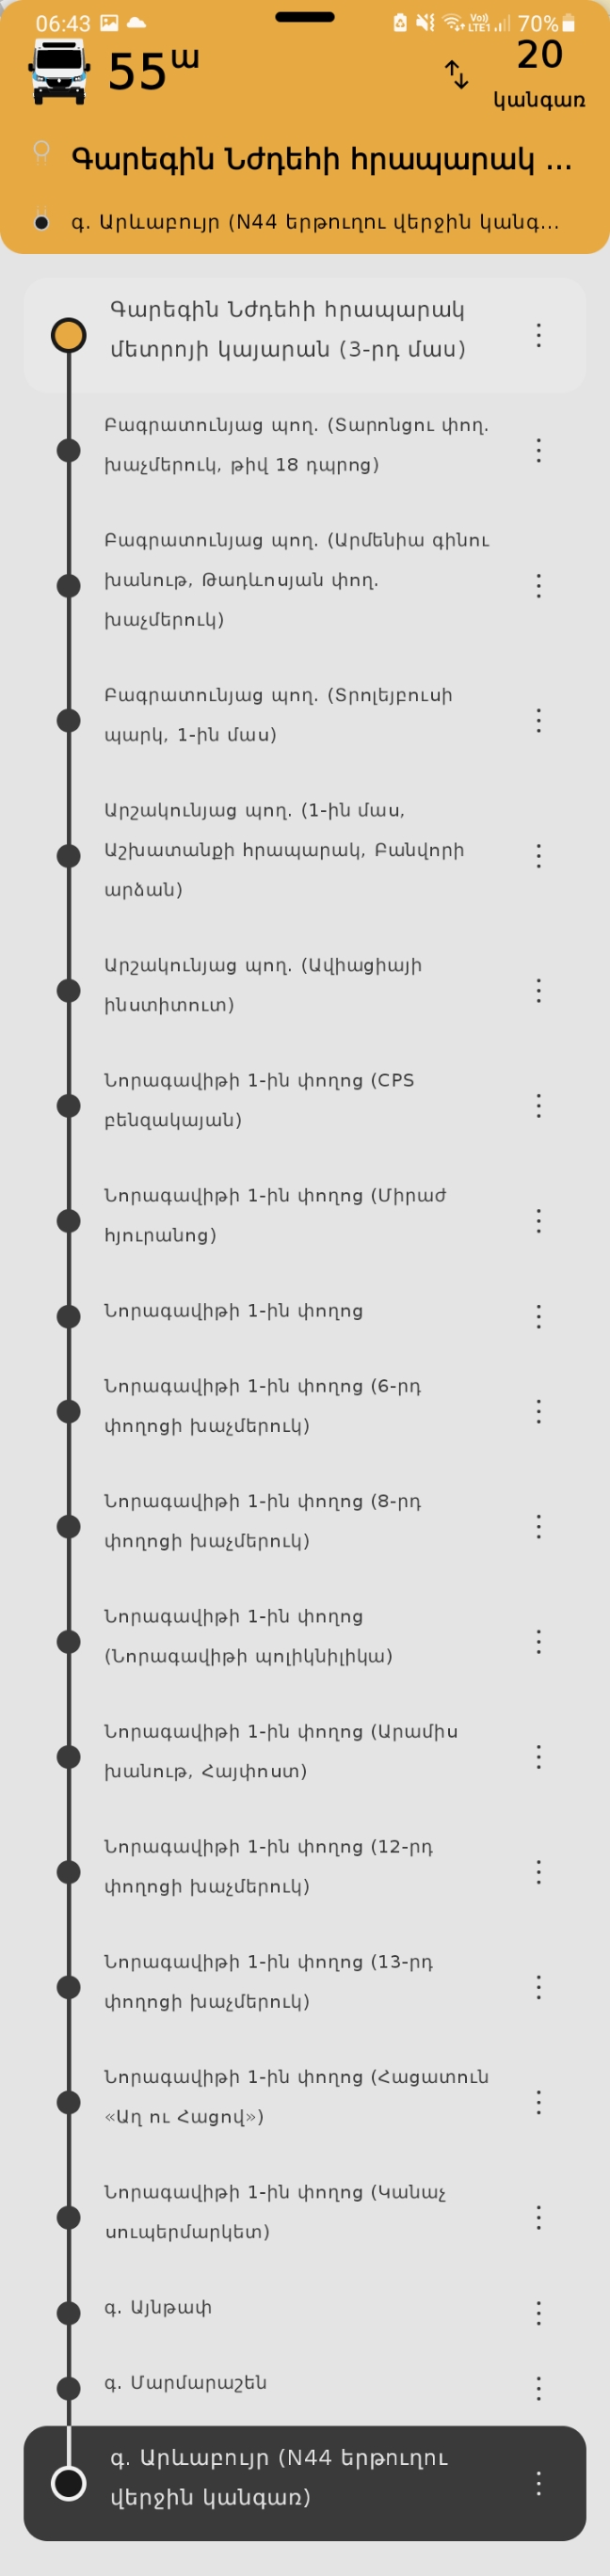 06:43
Vo))
LTE1
70%
55ա
20
կանգառ
Գարեգին Նժդեհի հրապարակ ...
գ. Արևաբույր (N44 երթուղու վերջին կանգ...
Գարեգին Նժդեհի հրապարակ
մետրոյի կայարան (3-րդ մաս)
Բագրատունյաց պող. (Տարոնցու փող.
խաչմերուկ, թիվ 18 դպրոց)
Բագրատունյաց պող. (Արմենիա գինու
խանութ, Թադևոսյան փող.
խաչմերուկ)
Բագրատունյաց պող. (Տրոլեյբուսի
պարկ, 1-ին մաս)
Արշակունյաց պող. (1-ին մաս,
Աշխատանքի հրապարակ, Բանվորի
արձան)
Արշակունյաց պող. (Ավիացիայի
ինստիտուտ)
Նորագավիթի 1-ին փողոց (CPS
բենզակայան)
Նորագավիթի 1-ին փողոց (Միրաժ
հյուրանոց)
Նորագավիթի 1-ին փողոց
Նորագավիթի 1-ին փողոց (6-րդ
փողոցի խաչմերուկ)
Նորագավիթի 1-ին փողոց (8-րդ
փողոցի խաչմերուկ)
Նորագավիթի 1-ին փողոց
(Նորագավիթի պոլիկնիլիկա)
Նորագավիթի 1-ին փողոց (Արամիս
խանութ, Հայփոստ)
Նորագավիթի 1-ին փողոց (12-րդ
փողոցի խաչմերուկ)
Նորագավիթի 1-ին փողոց (13-րդ
փողոցի խաչմերուկ)
Նորագավիթի 1-ին փողոց (Հացատուն
«Աղ ու Հացով»)
Նորագավիթի 1-ին փողոց (Կանաչ
սուպերմարկետ)
գ. Այնթափ
գ. Մարմարաշեն
գ. Արևաբույր (N44 երթուղու
վերջին կանգառ)